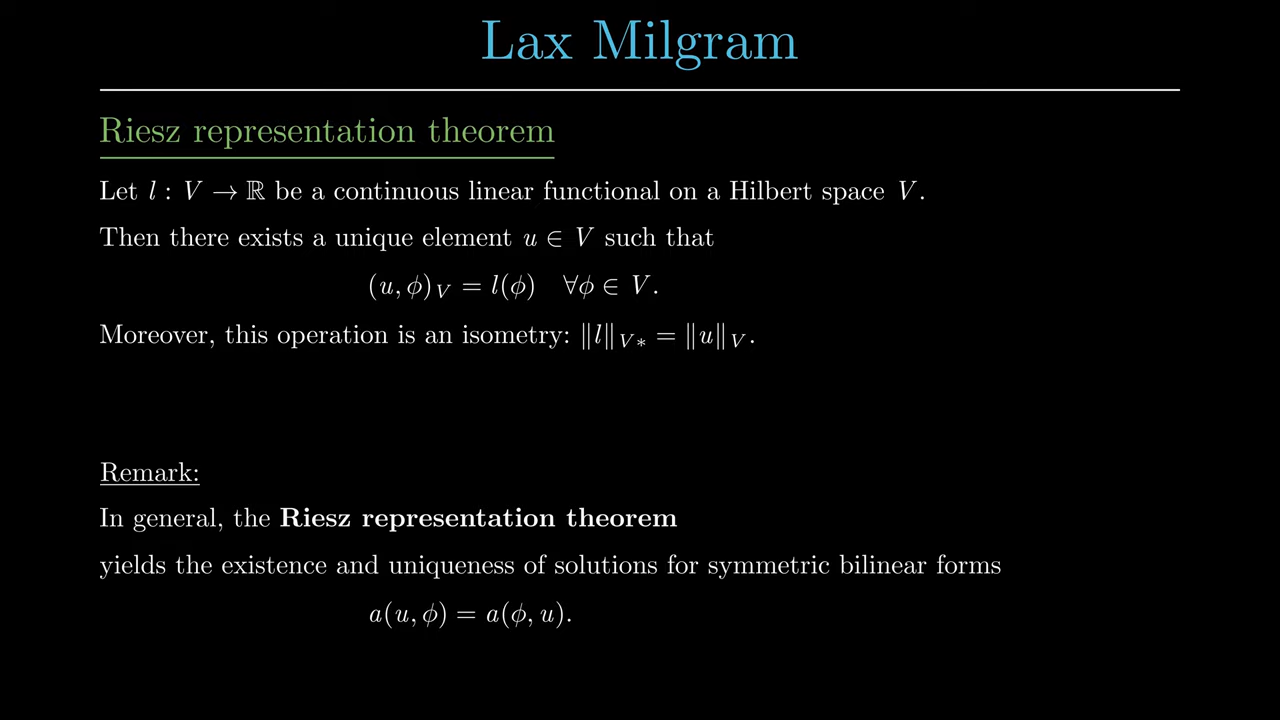 Lax Milgram
Riesz representation theorem
Let l : V → ℝ be a continuous linear functional on a Hilbert space V.
Then there exists a unique element u ∈ V such that
(u, ϕ)_V = l(ϕ) ∀ϕ ∈ V.
Moreover, this operation is an isometry: ‖l‖_{V*} = ‖u‖_V.
Remark:
In general, the Riesz representation theorem
yields the existence and uniqueness of solutions for symmetric bilinear forms
a(u, ϕ) = a(ϕ, u).